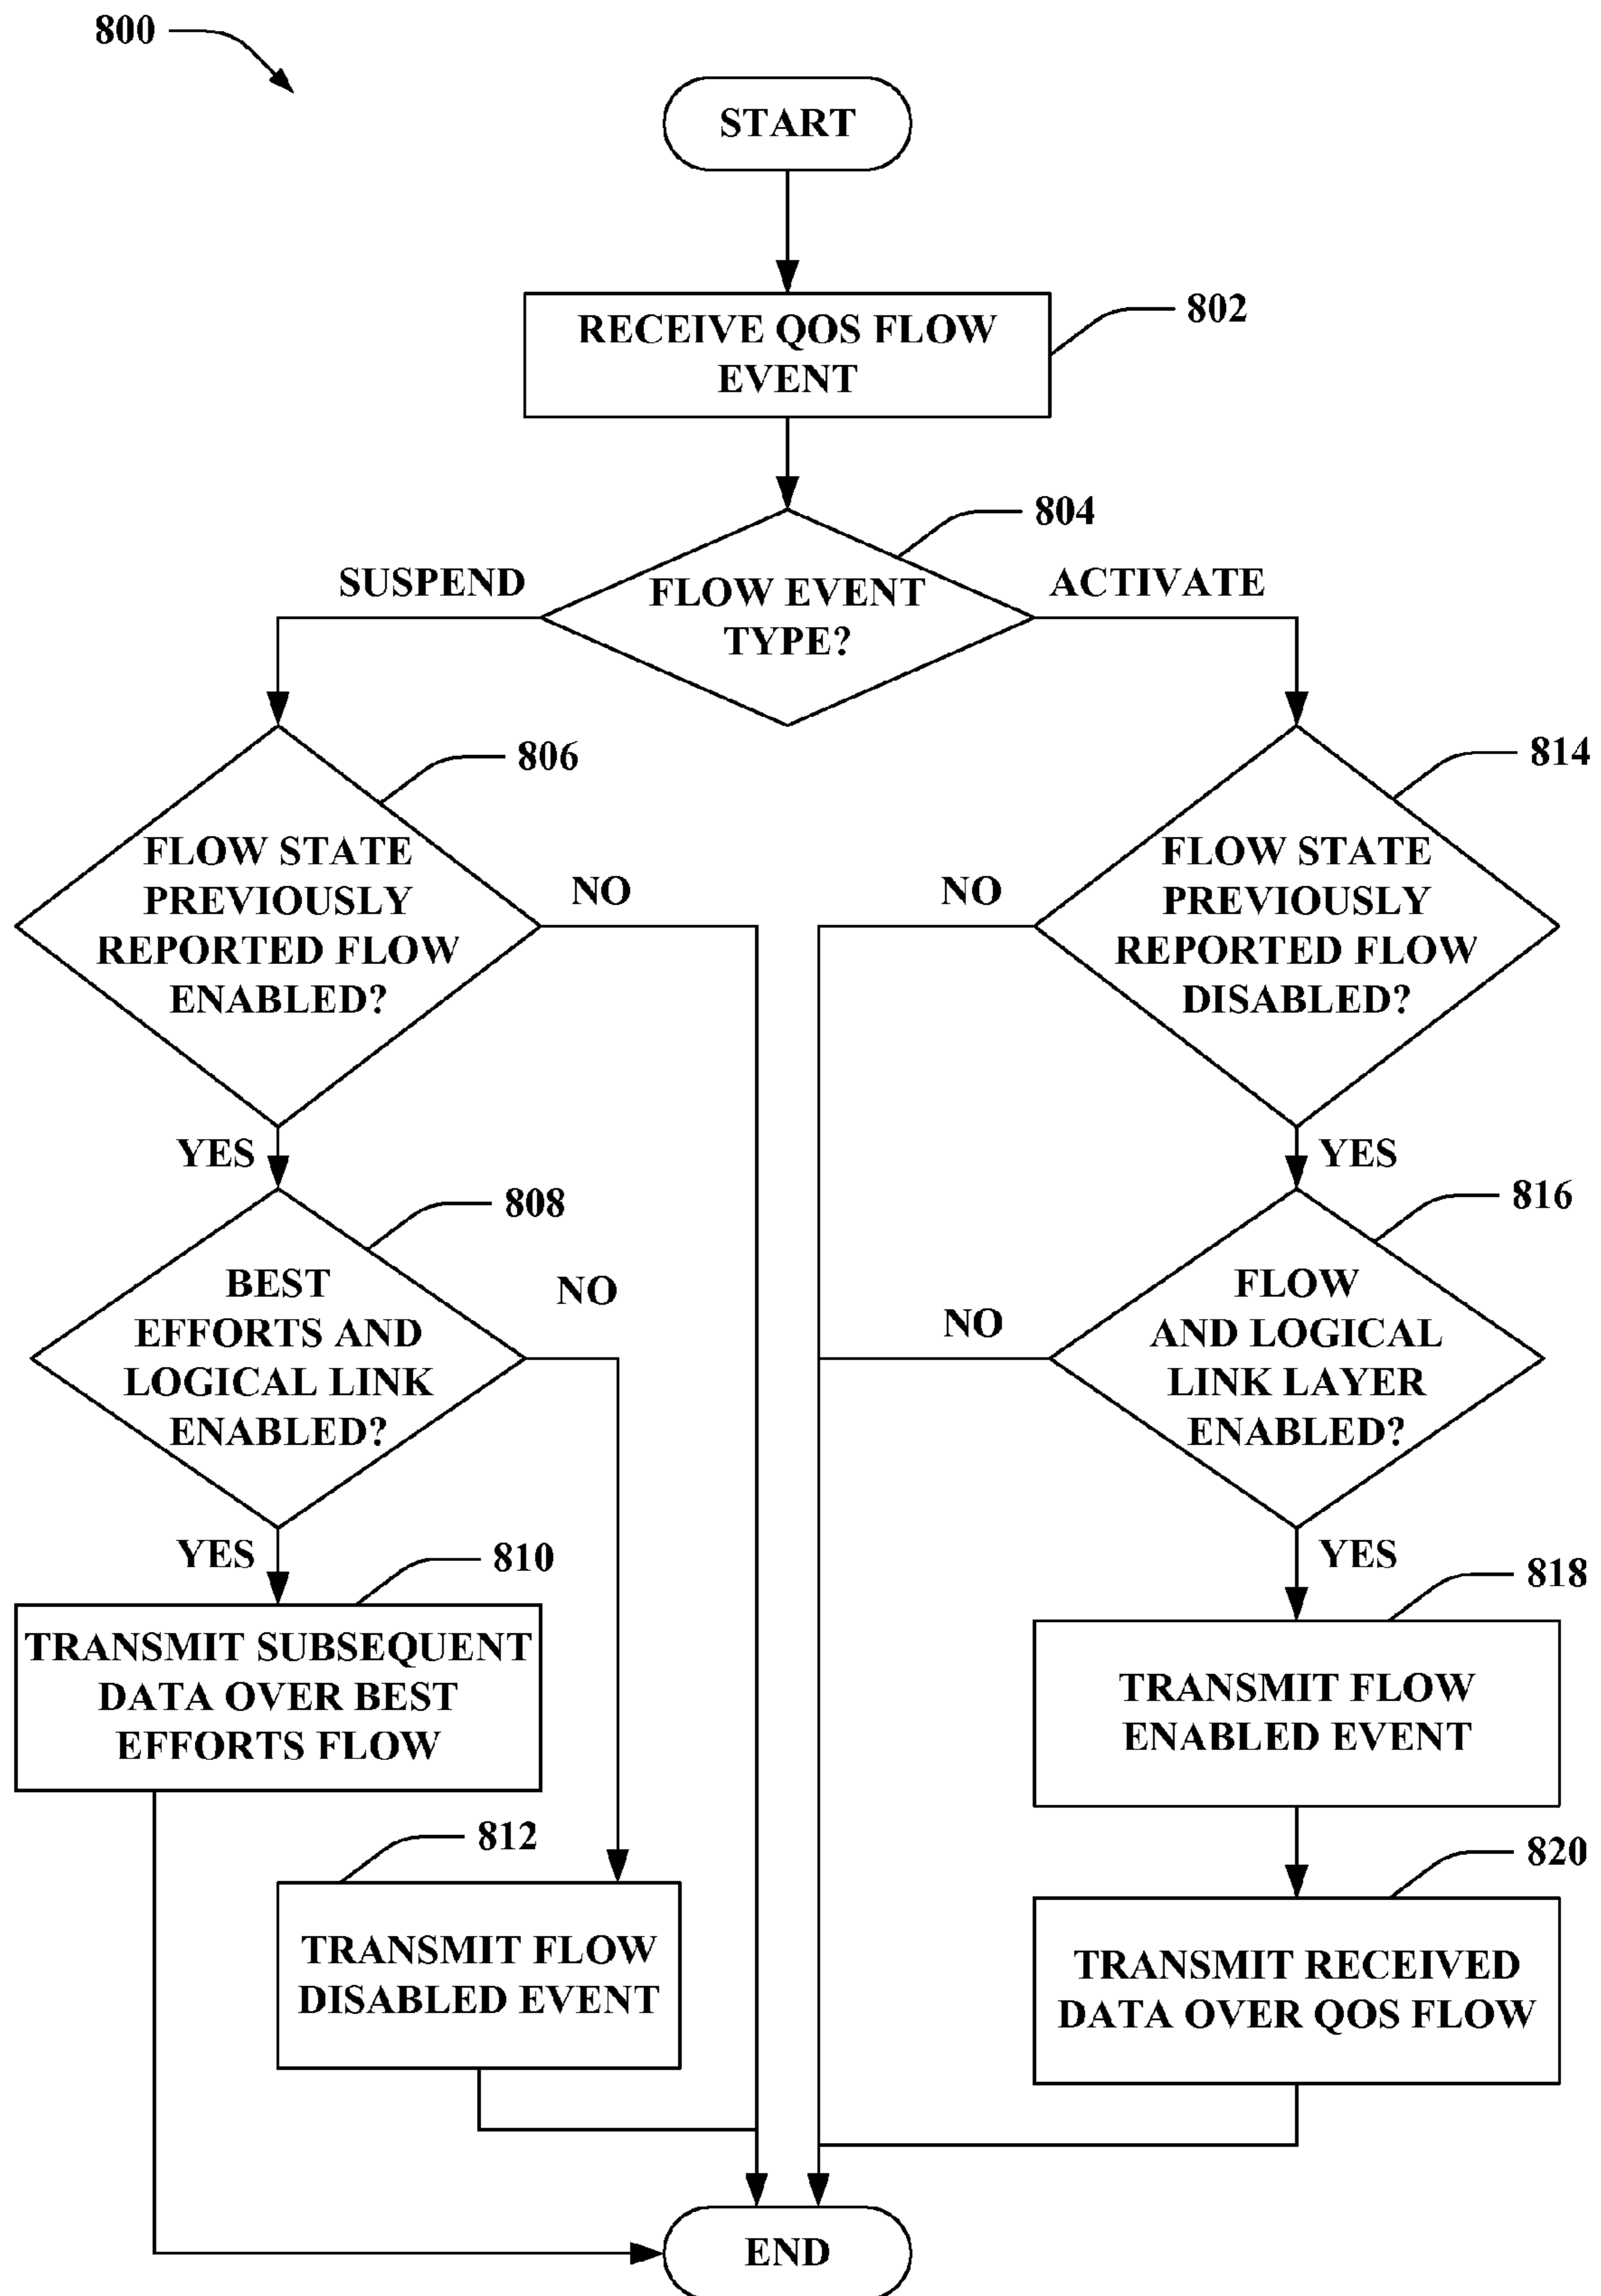 800
START
802
RECEIVE QOS FLOW
EVENT
804
SUSPEND
FLOW EVENT
TYPE?
ACTIVATE
806
FLOW STATE
PREVIOUSLY
REPORTED FLOW
ENABLED?
NO
814
FLOW STATE
PREVIOUSLY
REPORTED FLOW
DISABLED?
NO
YES
YES
808
BEST
EFFORTS AND
LOGICAL LINK
ENABLED?
NO
816
FLOW
AND LOGICAL
LINK LAYER
ENABLED?
NO
YES
YES
810
TRANSMIT SUBSEQUENT
DATA OVER BEST
EFFORTS FLOW
818
TRANSMIT FLOW
ENABLED EVENT
812
TRANSMIT FLOW
DISABLED EVENT
820
TRANSMIT RECEIVED
DATA OVER QOS FLOW
END